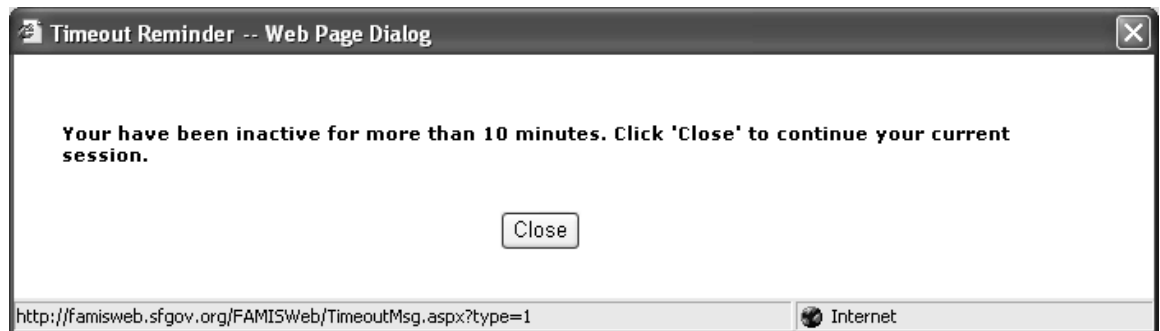 Timeout Reminder -- Web Page Dialog
Your have been inactive for more than 10 minutes. Click 'Close' to continue your current
session.
Close
http://famisweb.sfgov.org/FAMISWeb/TimeoutMsg.aspx?type=1
Internet